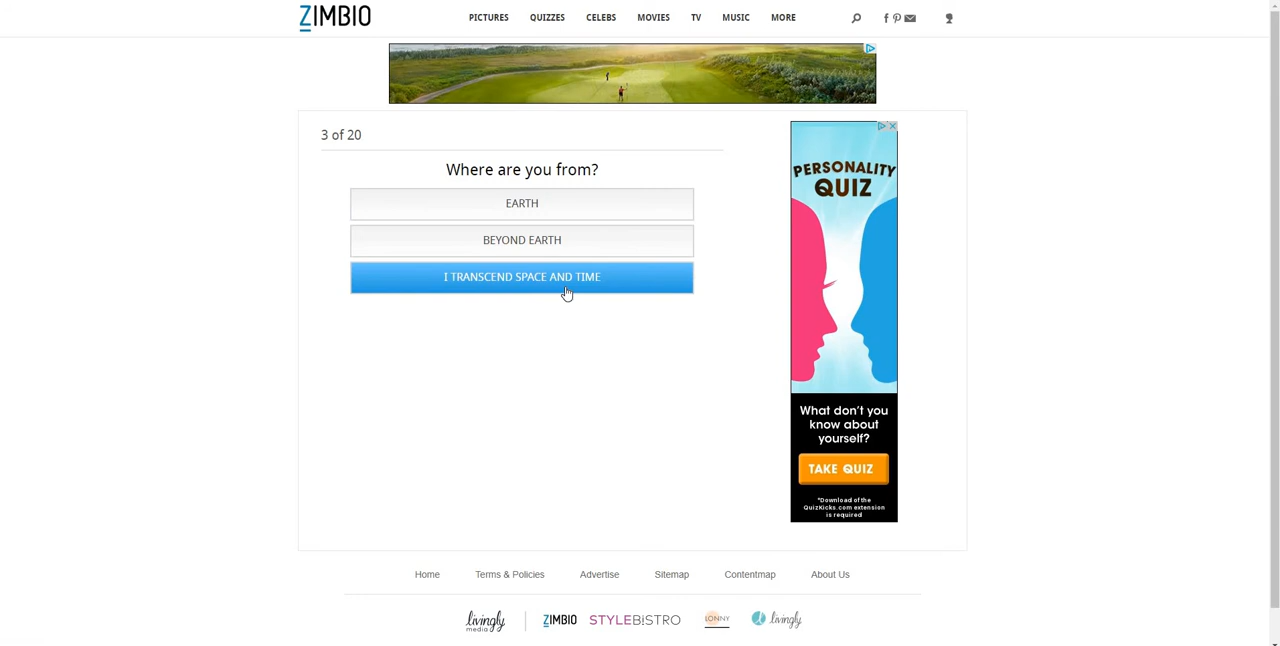 ZIMBIO
PICTURES QUIZZES CELEBS MOVIES TV MUSIC MORE
3 of 20
Where are you from?
EARTH
BEYOND EARTH
I TRANSCEND SPACE AND TIME
PERSONALITY
QUIZ
What don't you
know about
yourself?
TAKE QUIZ
*Download of the
QuizKicks.com extension
is required
Home Terms & Policies Advertise Sitemap Contentmap About Us
livingly
media
ZIMBIO STYLEBISTRO LONNY livingly